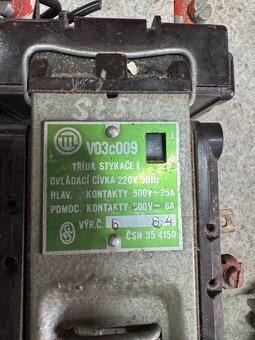 V03c009
TŘÍDA STYKAČE E
OVLÁDACÍ CÍVKA 220V 50Hz
HLAV. KONTAKTY 500V~25A
POMOC. KONTAKTY 500V~ 6A
VÝR.Č. 6 64
ČSN 35 4150